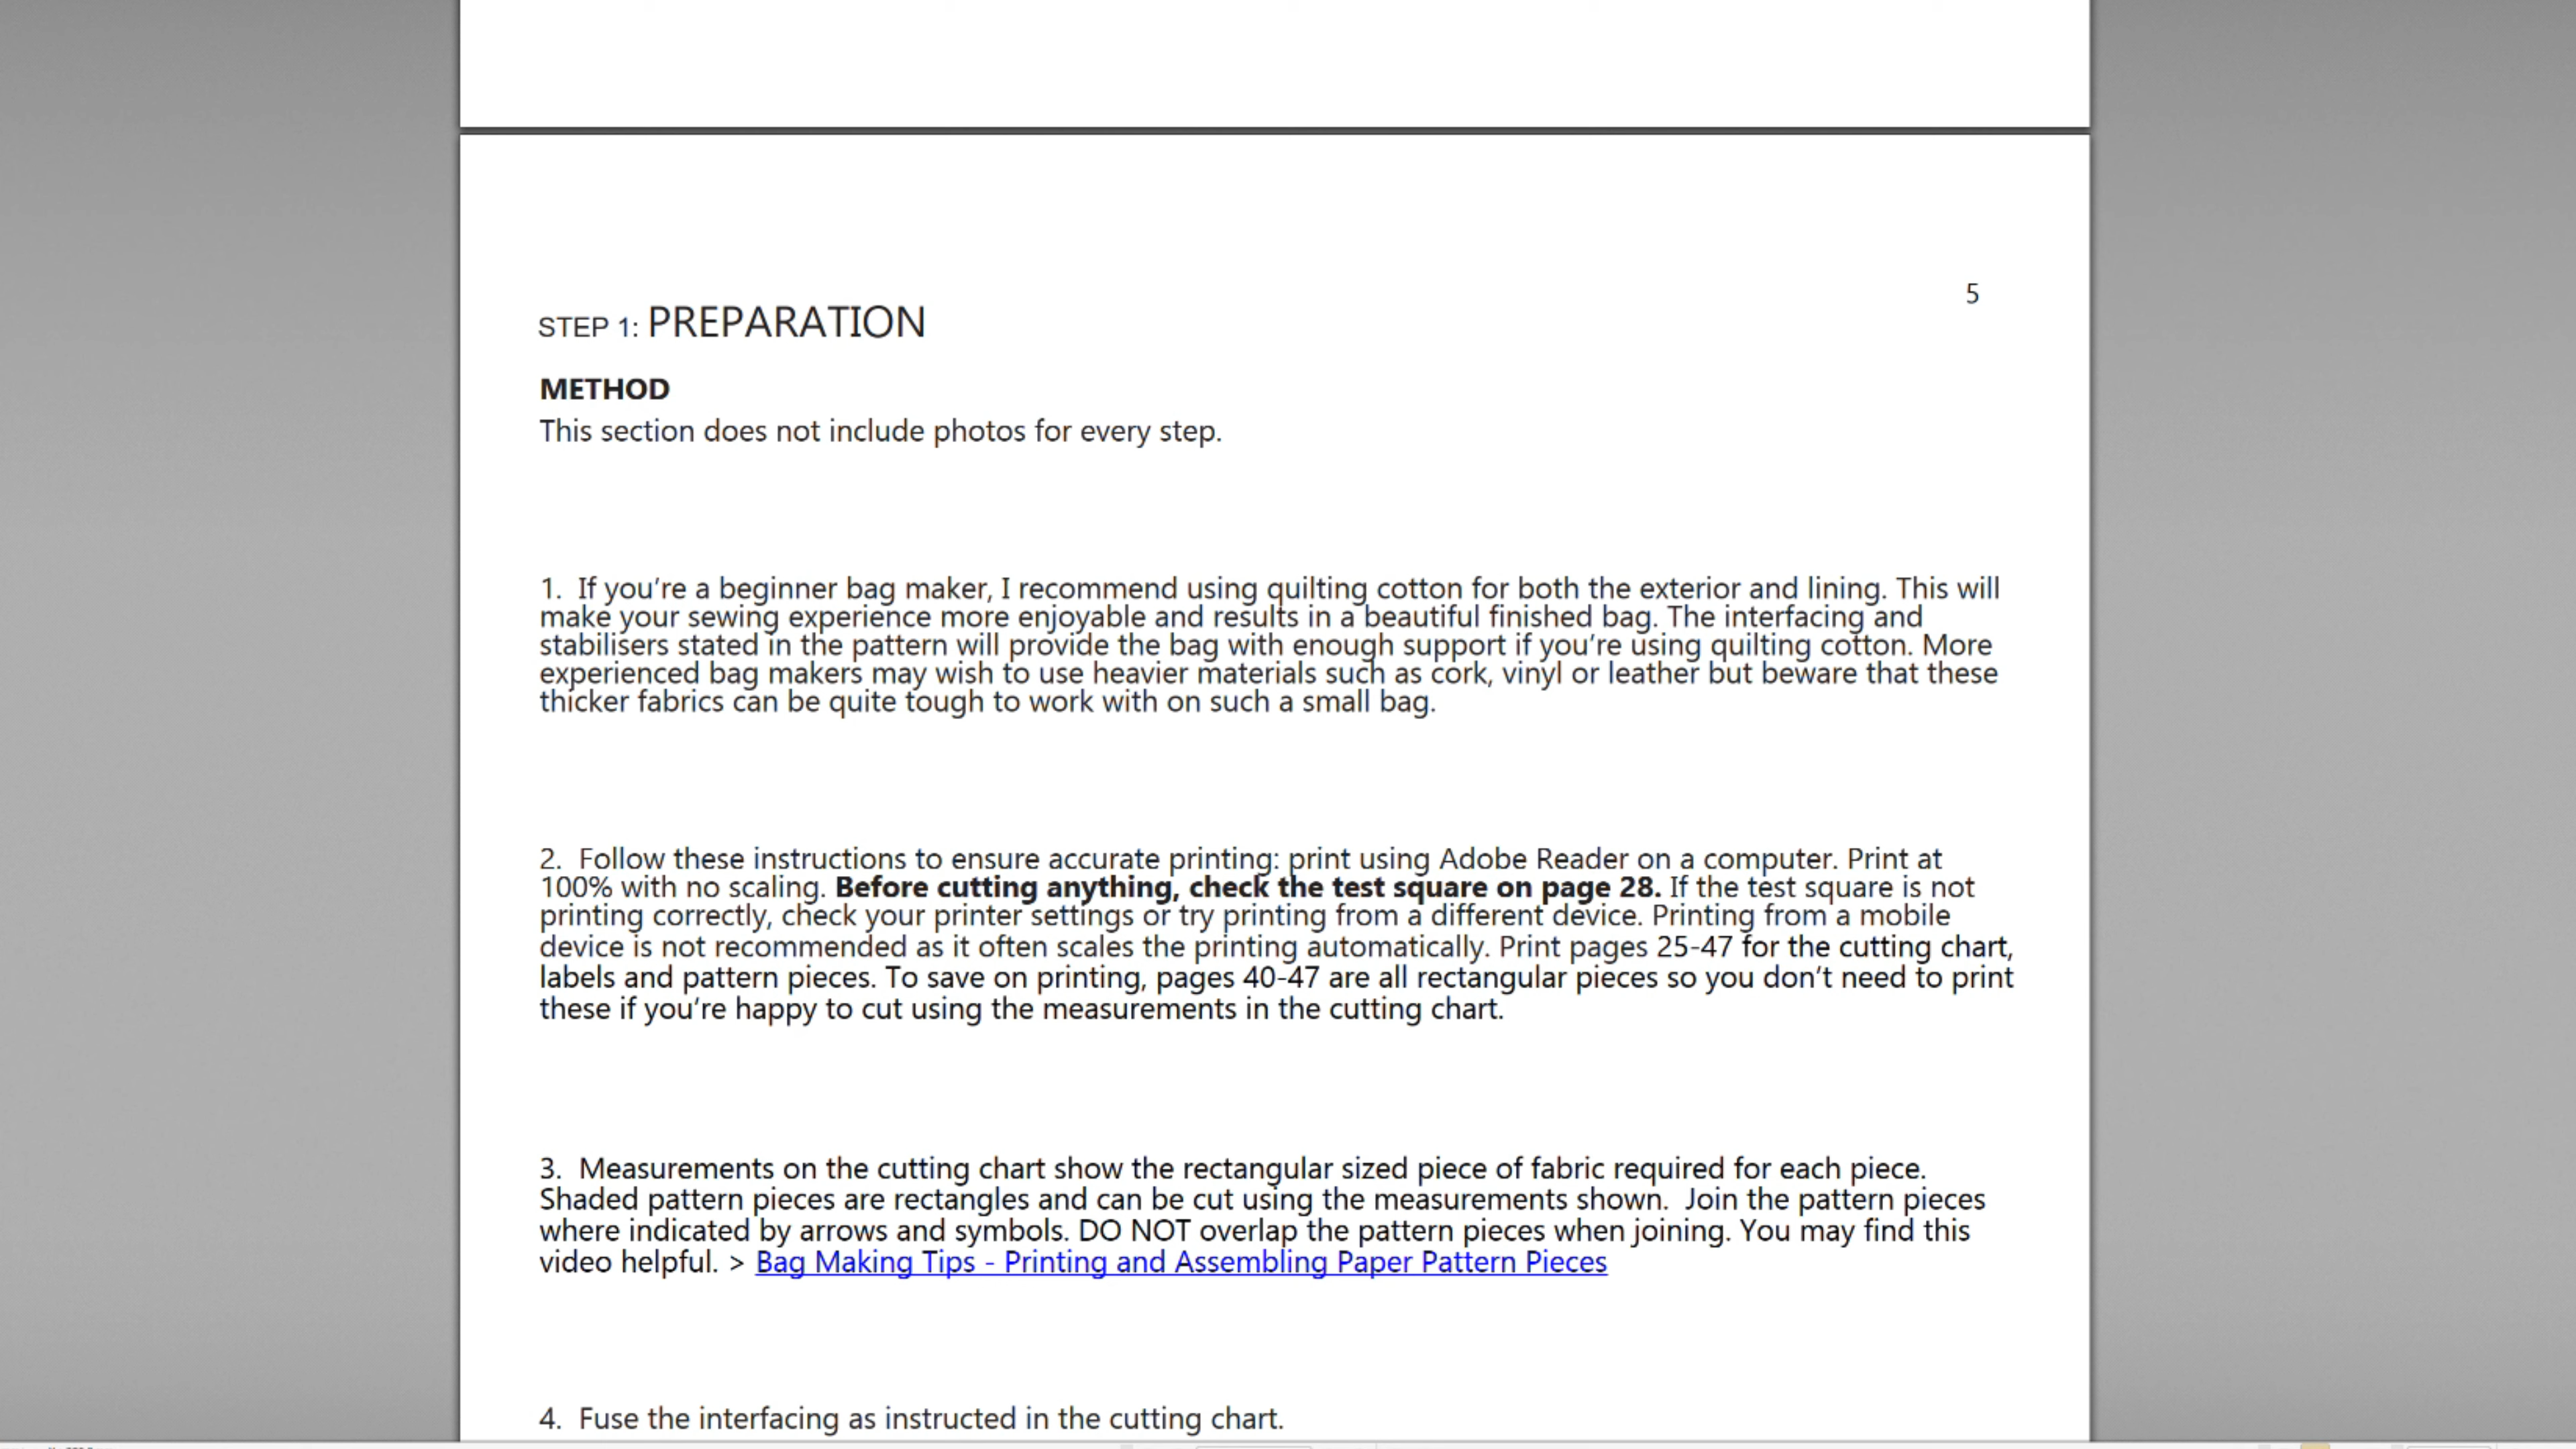 5
STEP 1: PREPARATION
METHOD
This section does not include photos for every step.
1. If you’re a beginner bag maker, I recommend using quilting cotton for both the exterior and lining. This will
make your sewing experience more enjoyable and results in a beautiful finished bag. The interfacing and
stabilisers stated in the pattern will provide the bag with enough support if you’re using quilting cotton. More
experienced bag makers may wish to use heavier materials such as cork, vinyl or leather but beware that these
thicker fabrics can be quite tough to work with on such a small bag.
2. Follow these instructions to ensure accurate printing: print using Adobe Reader on a computer. Print at
100% with no scaling. Before cutting anything, check the test square on page 28. If the test square is not
printing correctly, check your printer settings or try printing from a different device. Printing from a mobile
device is not recommended as it often scales the printing automatically. Print pages 25-47 for the cutting chart,
labels and pattern pieces. To save on printing, pages 40-47 are all rectangular pieces so you don’t need to print
these if you’re happy to cut using the measurements in the cutting chart.
3. Measurements on the cutting chart show the rectangular sized piece of fabric required for each piece.
Shaded pattern pieces are rectangles and can be cut using the measurements shown. Join the pattern pieces
where indicated by arrows and symbols. DO NOT overlap the pattern pieces when joining. You may find this
video helpful. > Bag Making Tips - Printing and Assembling Paper Pattern Pieces
4. Fuse the interfacing as instructed in the cutting chart.